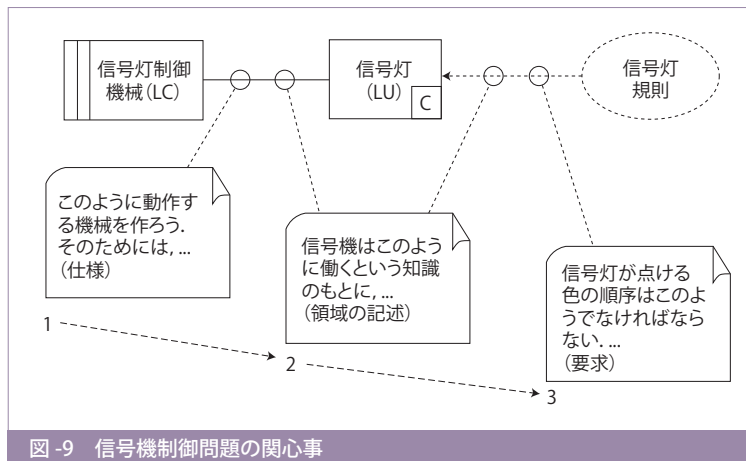 信号灯制御
機械（LC）
信号灯
（LU）
C
信号灯
規則
このように動作す
る機械を作ろう．
そのためには，...
（仕様）
信号機はこのよう
に働くという知識
のもとに，...
（領域の記述）
信号灯が点ける
色の順序はこのよ
うでなければなら
ない．...
（要求）
1
2
3
図 -9　信号機制御問題の関心事